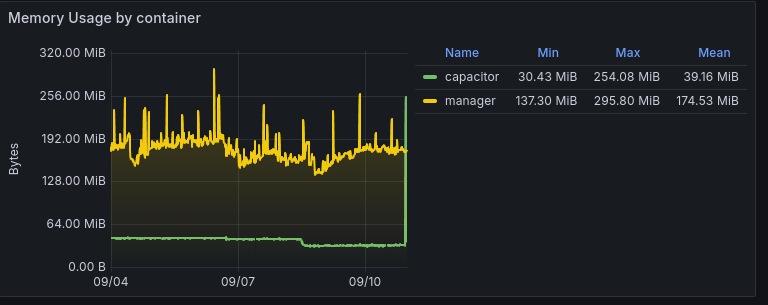 Memory Usage by container
320.00 MiB
256.00 MiB
192.00 MiB
128.00 MiB
64.00 MiB
0.00 B
Bytes
09/04 09/07 09/10
Name Min Max Mean
capacitor 30.43 MiB 254.08 MiB 39.16 MiB
manager 137.30 MiB 295.80 MiB 174.53 MiB